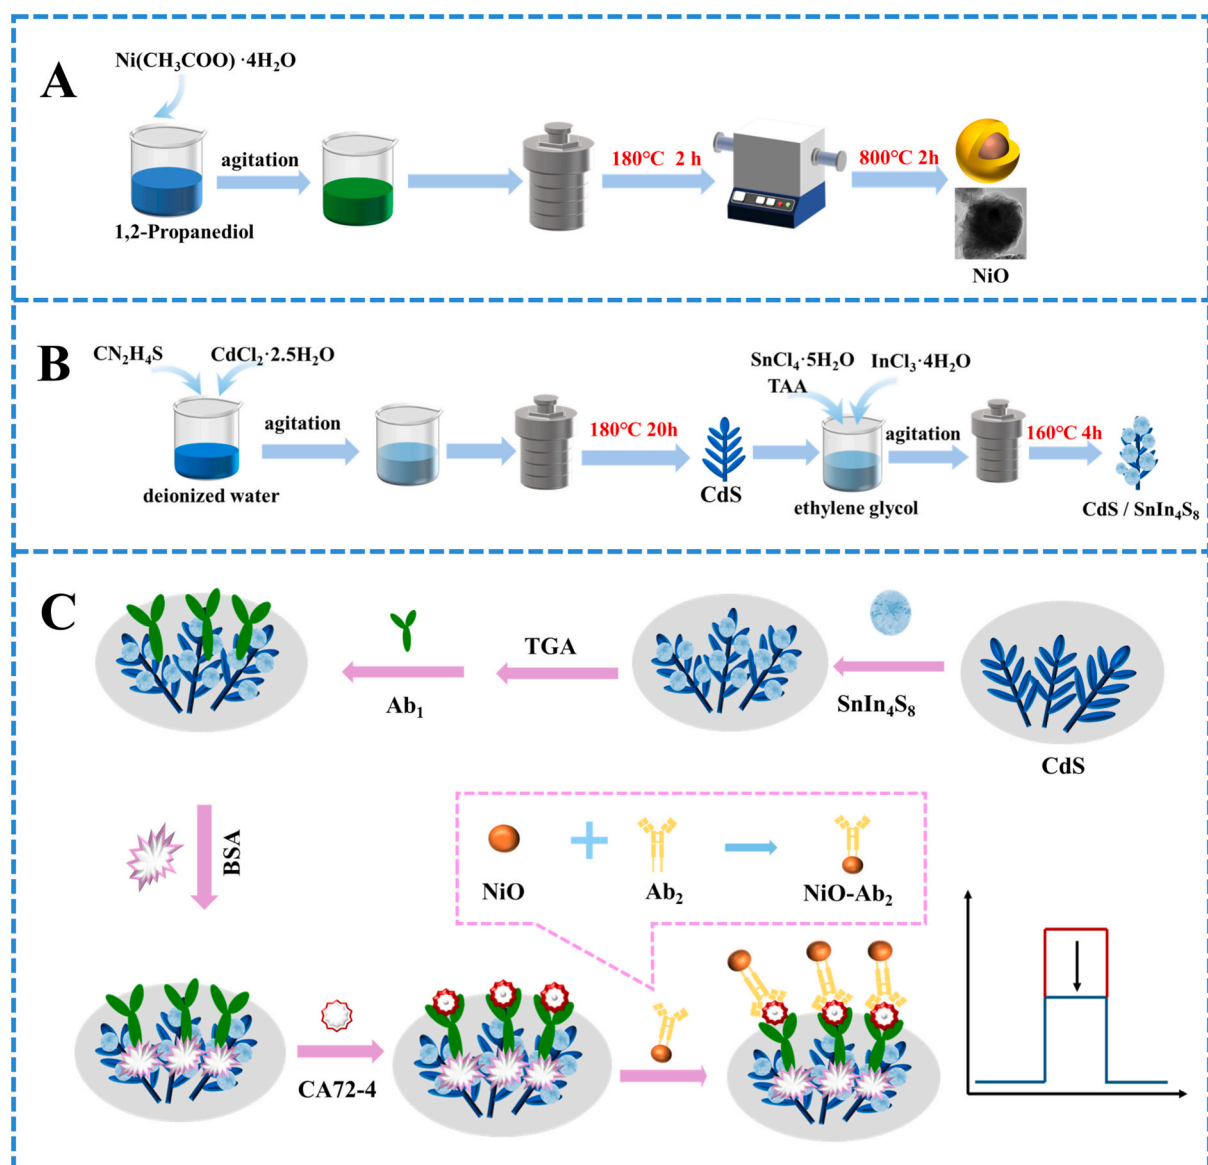 A
Ni(CH₃COO) ·4H₂O
agitation
180°C 2 h
800°C 2h
1,2-Propanediol
NiO
B
CN₂H₄S
CdCl₂·2.5H₂O
SnCl₄·5H₂O
TAA
InCl₃·4H₂O
agitation
180°C 20h
agitation
160°C 4h
deionized water
CdS
ethylene glycol
CdS / SnIn₄S₈
C
TGA
Ab₁
SnIn₄S₈
CdS
BSA
NiO
Ab₂
NiO-Ab₂
CA72-4